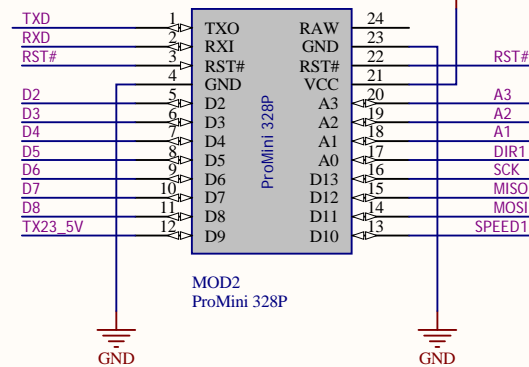 TXD 1 TXO RAW 24
RXD 2 RXI GND 23
RST# 3 RST# RST# 22 RST#
4 GND VCC 21
D2 5 D2 A3 20 A3
D3 6 D3 A2 19 A2
D4 7 D4 A1 18 A1
D5 8 D5 A0 17 DIR1
D6 9 D6 D13 16 SCK
D7 10 D7 D12 15 MISO
D8 11 D8 D11 14 MOSI
TX23_5V 12 D9 D10 13 SPEED1
ProMini 328P
MOD2
ProMini 328P
GND GND